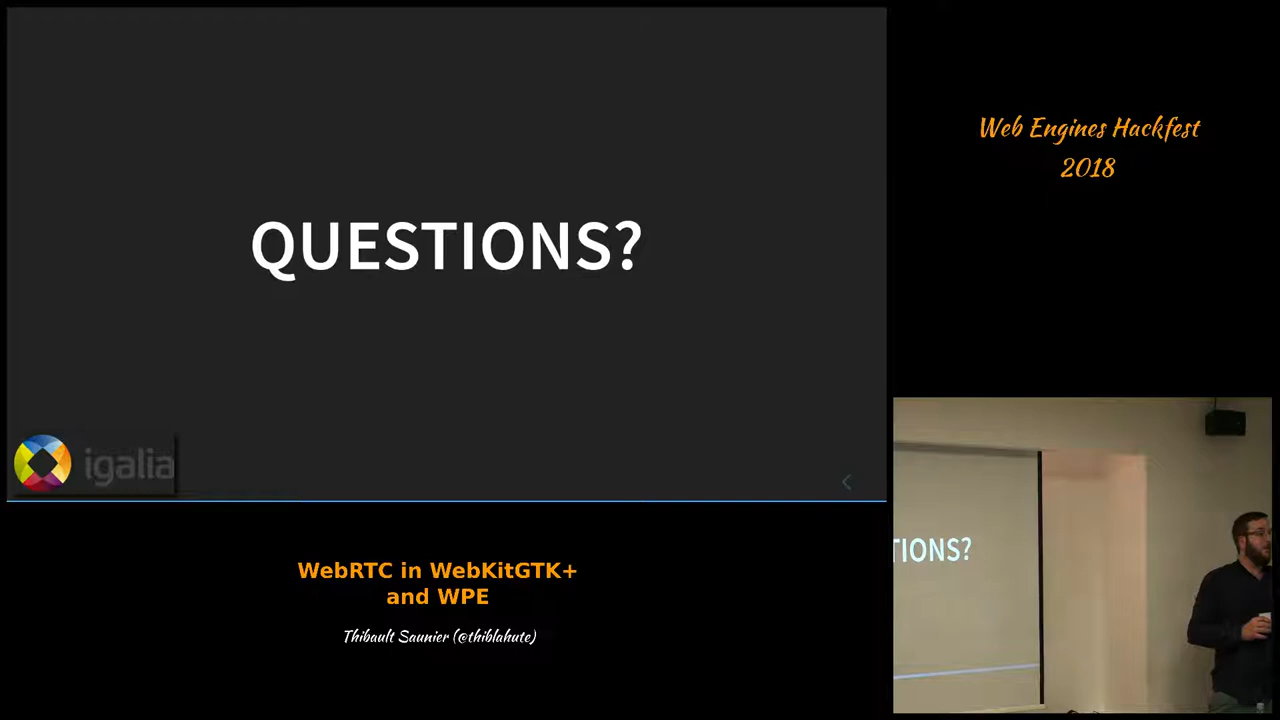 QUESTIONS?
igalia
Web Engines Hackfest
2018
TIONS?
WebRTC in WebKitGTK+
and WPE
Thibault Saunier (@thiblahute)